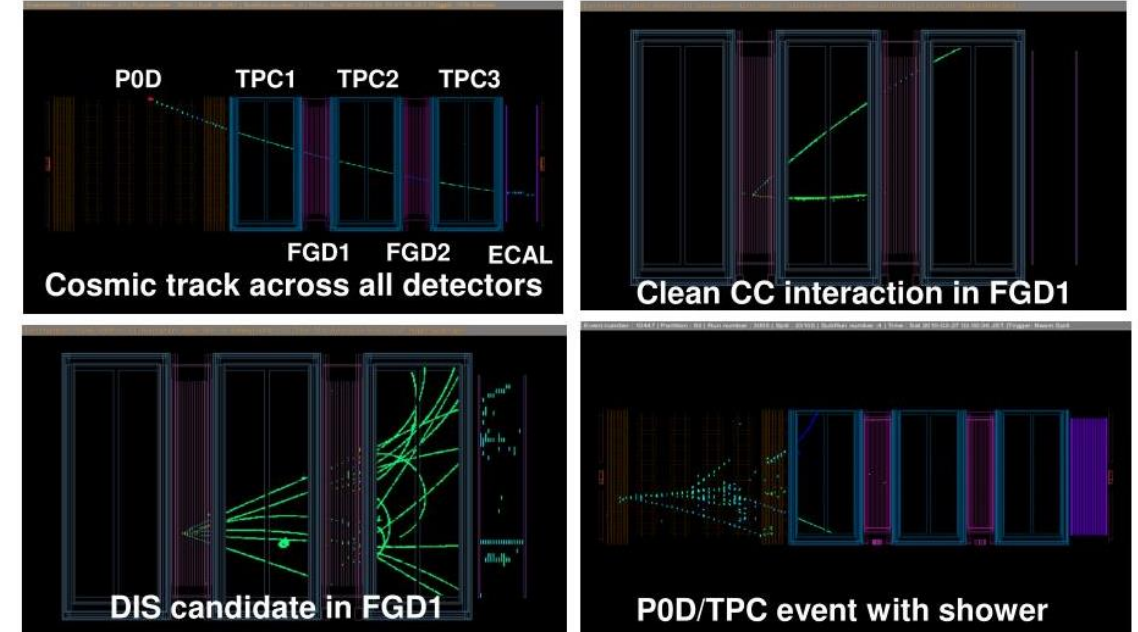 P0D TPC1 TPC2 TPC3
FGD1 FGD2 ECAL
Cosmic track across all detectors
Clean CC interaction in FGD1
DIS candidate in FGD1
P0D/TPC event with shower